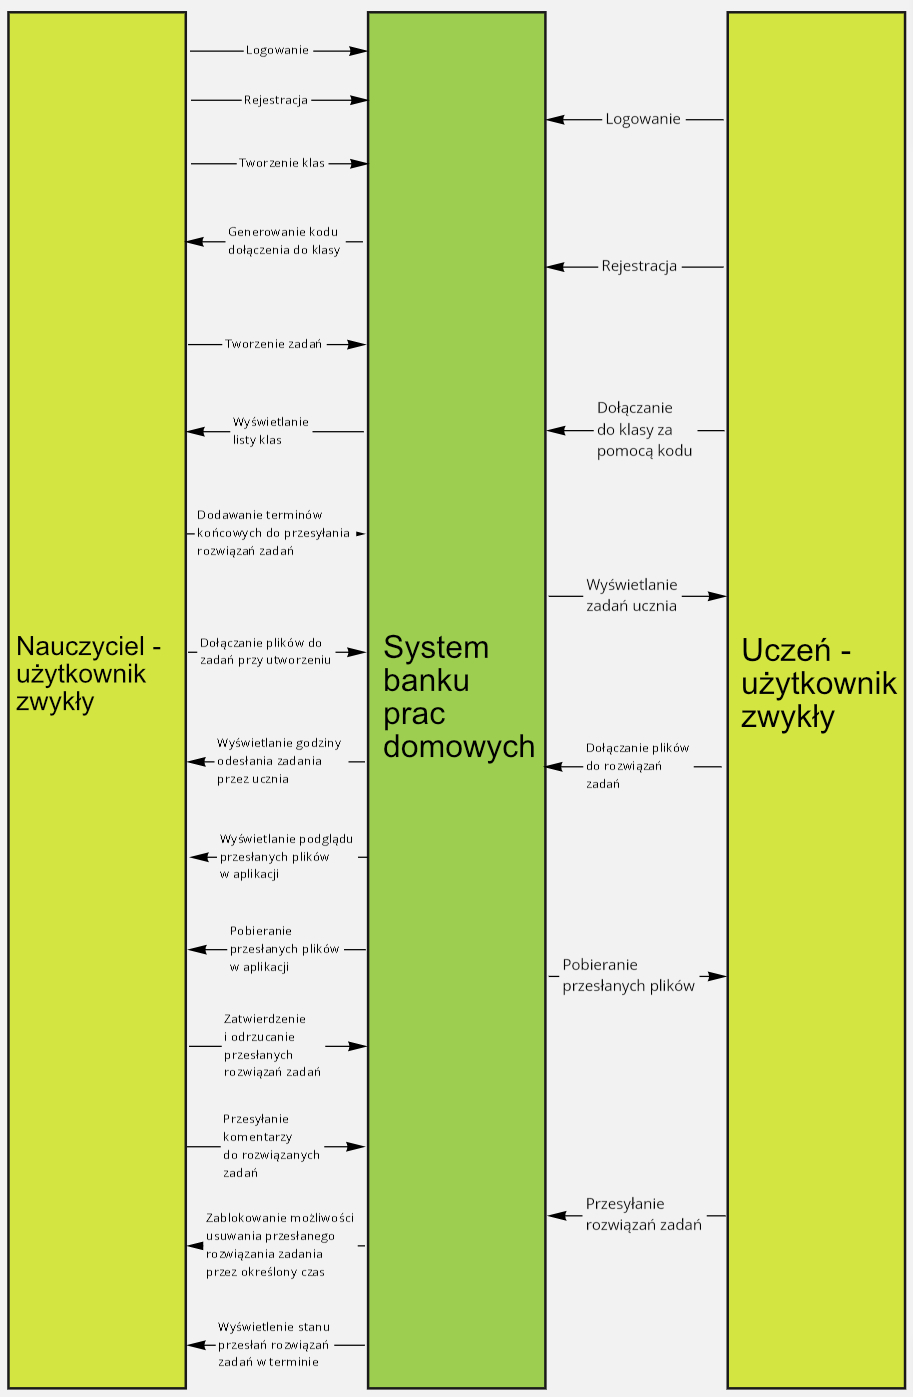 Nauczyciel -
użytkownik
zwykły
Logowanie
Rejestracja
Tworzenie klas
Generowanie kodu
dołączenia do klasy
Tworzenie zadań
Wyświetlanie
listy klas
Dodawanie terminów
końcowych do przesyłania
rozwiązań zadań
Dołączanie plików do
zadań przy utworzeniu
Wyświetlanie godziny
odesłania zadania
przez ucznia
Wyświetlanie podglądu
przesłanych plików
w aplikacji
Pobieranie
przesłanych plików
w aplikacji
Zatwierdzenie
i odrzucanie
przesłanych
rozwiązań zadań
Przesyłanie
komentarzy
do rozwiązanych
zadań
Zablokowanie możliwości
usuwania przesłanego
rozwiązania zadania
przez określony czas
Wyświetlenie stanu
przesłań rozwiązań
zadań w terminie
System
banku
prac
domowych
Logowanie
Rejestracja
Dołączanie
do klasy za
pomocą kodu
Wyświetlanie
zadań ucznia
Dołączanie plików
do rozwiązań
zadań
Pobieranie
przesłanych plików
Przesyłanie
rozwiązań zadań
Uczeń -
użytkownik
zwykły